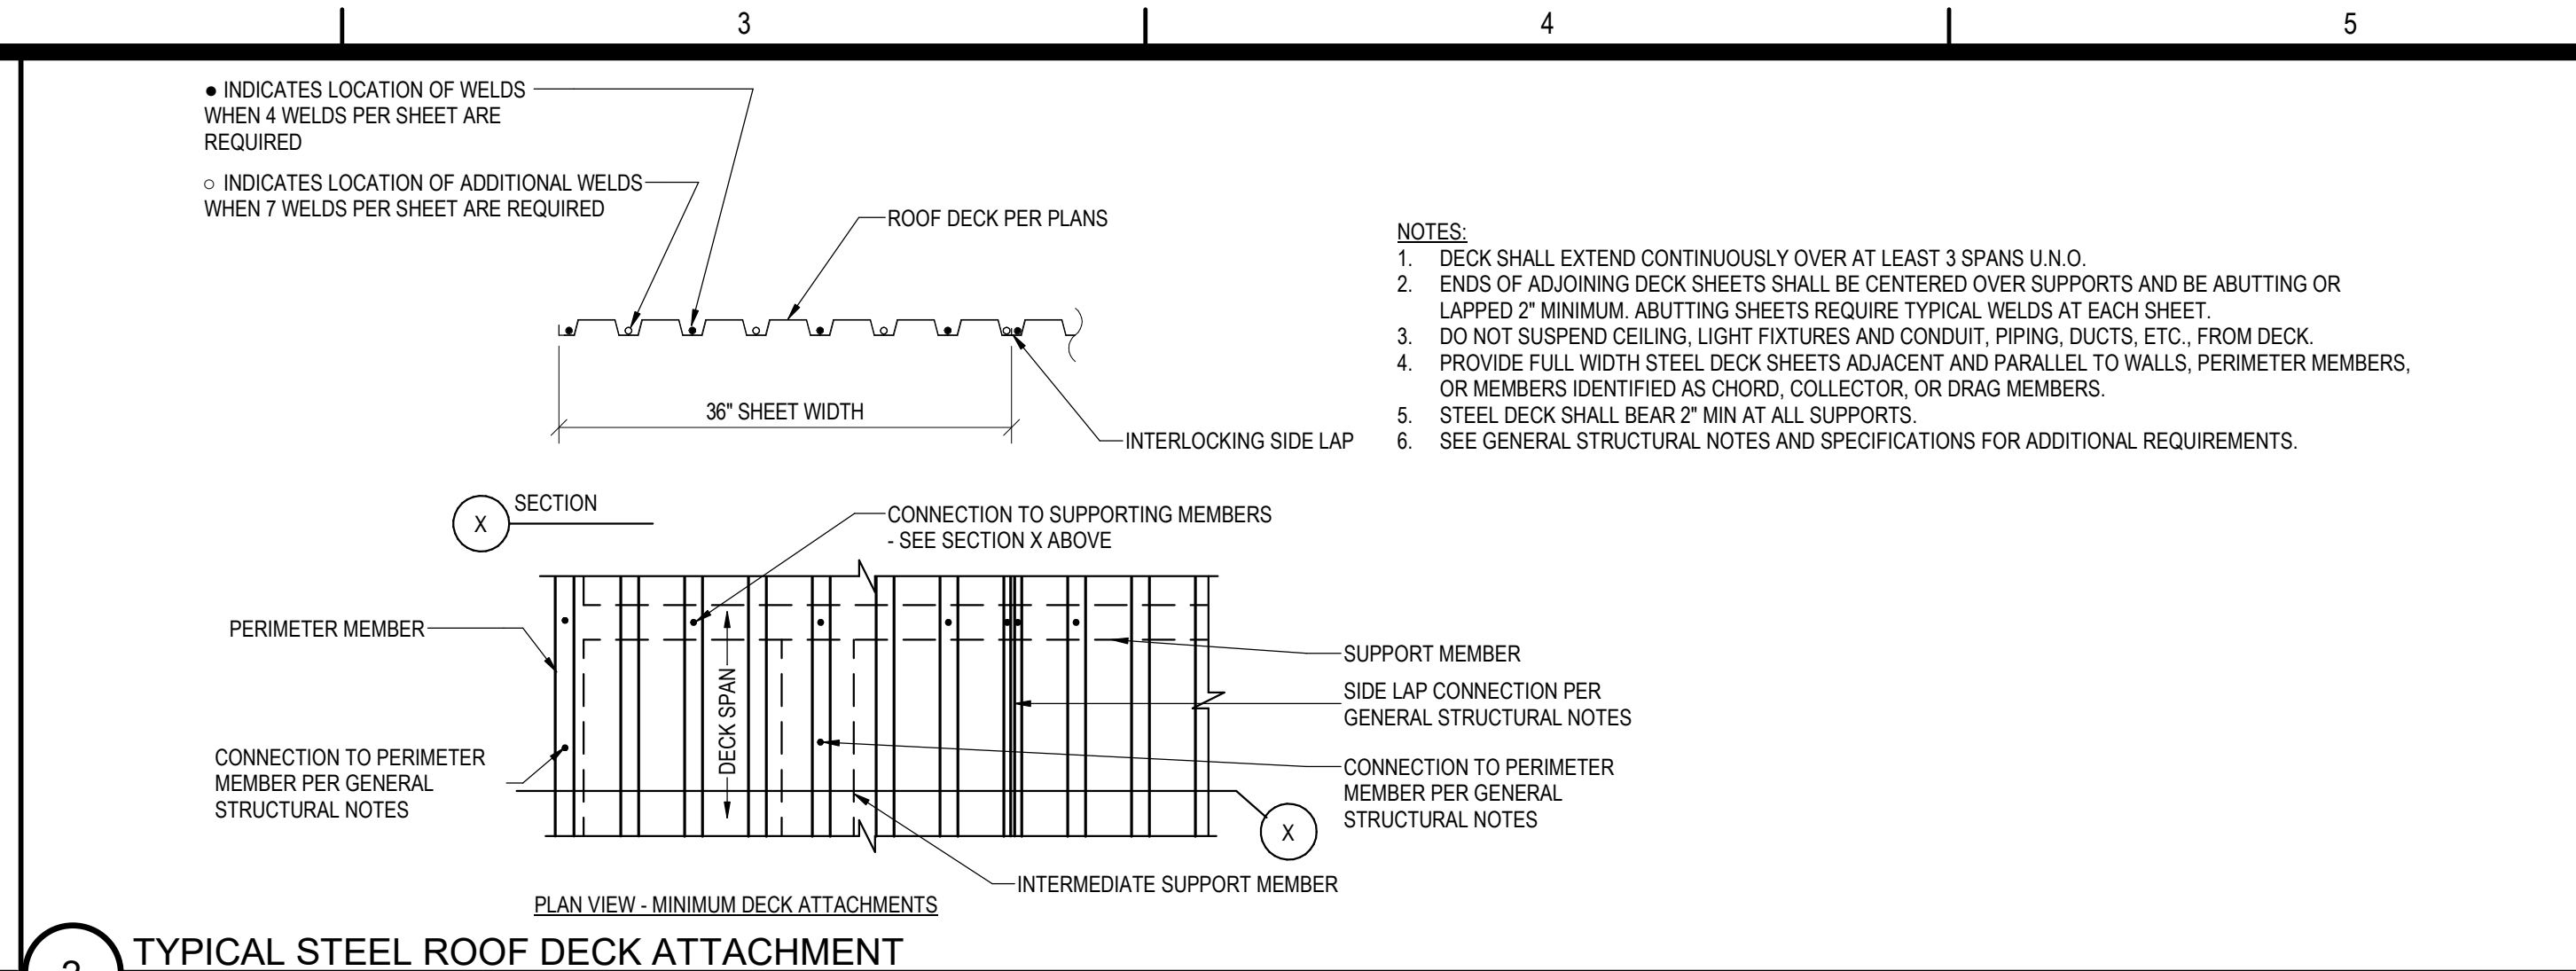 3
4
5
● INDICATES LOCATION OF WELDS
WHEN 4 WELDS PER SHEET ARE
REQUIRED
○ INDICATES LOCATION OF ADDITIONAL WELDS
WHEN 7 WELDS PER SHEET ARE REQUIRED
ROOF DECK PER PLANS
36" SHEET WIDTH
INTERLOCKING SIDE LAP
NOTES:
1. DECK SHALL EXTEND CONTINUOUSLY OVER AT LEAST 3 SPANS U.N.O.
2. ENDS OF ADJOINING DECK SHEETS SHALL BE CENTERED OVER SUPPORTS AND BE ABUTTING OR
LAPPED 2" MINIMUM. ABUTTING SHEETS REQUIRE TYPICAL WELDS AT EACH SHEET.
3. DO NOT SUSPEND CEILING, LIGHT FIXTURES AND CONDUIT, PIPING, DUCTS, ETC., FROM DECK.
4. PROVIDE FULL WIDTH STEEL DECK SHEETS ADJACENT AND PARALLEL TO WALLS, PERIMETER MEMBERS,
OR MEMBERS IDENTIFIED AS CHORD, COLLECTOR, OR DRAG MEMBERS.
5. STEEL DECK SHALL BEAR 2" MIN AT ALL SUPPORTS.
6. SEE GENERAL STRUCTURAL NOTES AND SPECIFICATIONS FOR ADDITIONAL REQUIREMENTS.
X
SECTION
CONNECTION TO SUPPORTING MEMBERS
- SEE SECTION X ABOVE
PERIMETER MEMBER
DECK SPAN
CONNECTION TO PERIMETER
MEMBER PER GENERAL
STRUCTURAL NOTES
SUPPORT MEMBER
SIDE LAP CONNECTION PER
GENERAL STRUCTURAL NOTES
CONNECTION TO PERIMETER
MEMBER PER GENERAL
STRUCTURAL NOTES
X
INTERMEDIATE SUPPORT MEMBER
PLAN VIEW - MINIMUM DECK ATTACHMENTS
TYPICAL STEEL ROOF DECK ATTACHMENT